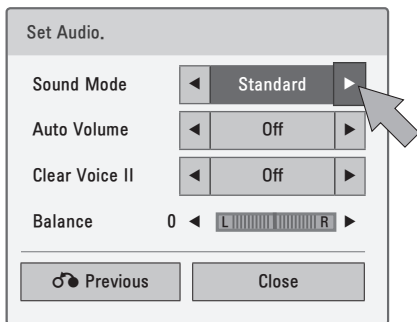 Set Audio.
Sound Mode ◄ Standard ►
Auto Volume ◄ Off ►
Clear Voice II ◄ Off ►
Balance 0 ◄ L R ►
Previous Close